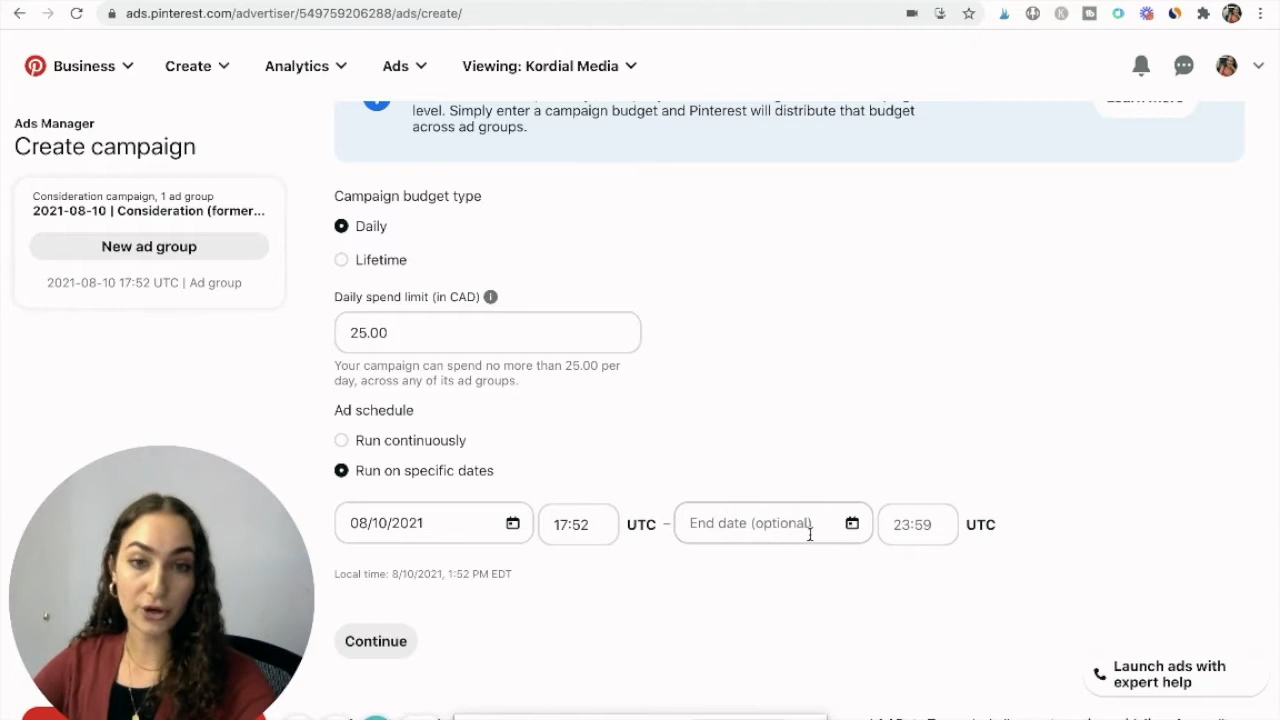 ads.pinterest.com/advertiser/549759206288/ads/create/
Business
Create
Analytics
Ads
Viewing: Kordial Media
level. Simply enter a campaign budget and Pinterest will distribute that budget
across ad groups.
Ads Manager
Create campaign
Consideration campaign, 1 ad group
2021-08-10 | Consideration (former...
New ad group
2021-08-10 17:52 UTC | Ad group
Campaign budget type
Daily
Lifetime
Daily spend limit (in CAD)
25.00
Your campaign can spend no more than 25.00 per
day, across any of its ad groups.
Ad schedule
Run continuously
Run on specific dates
08/10/2021
17:52
UTC –
End date (optional)
23:59
UTC
Local time: 8/10/2021, 1:52 PM EDT
Continue
Launch ads with
expert help